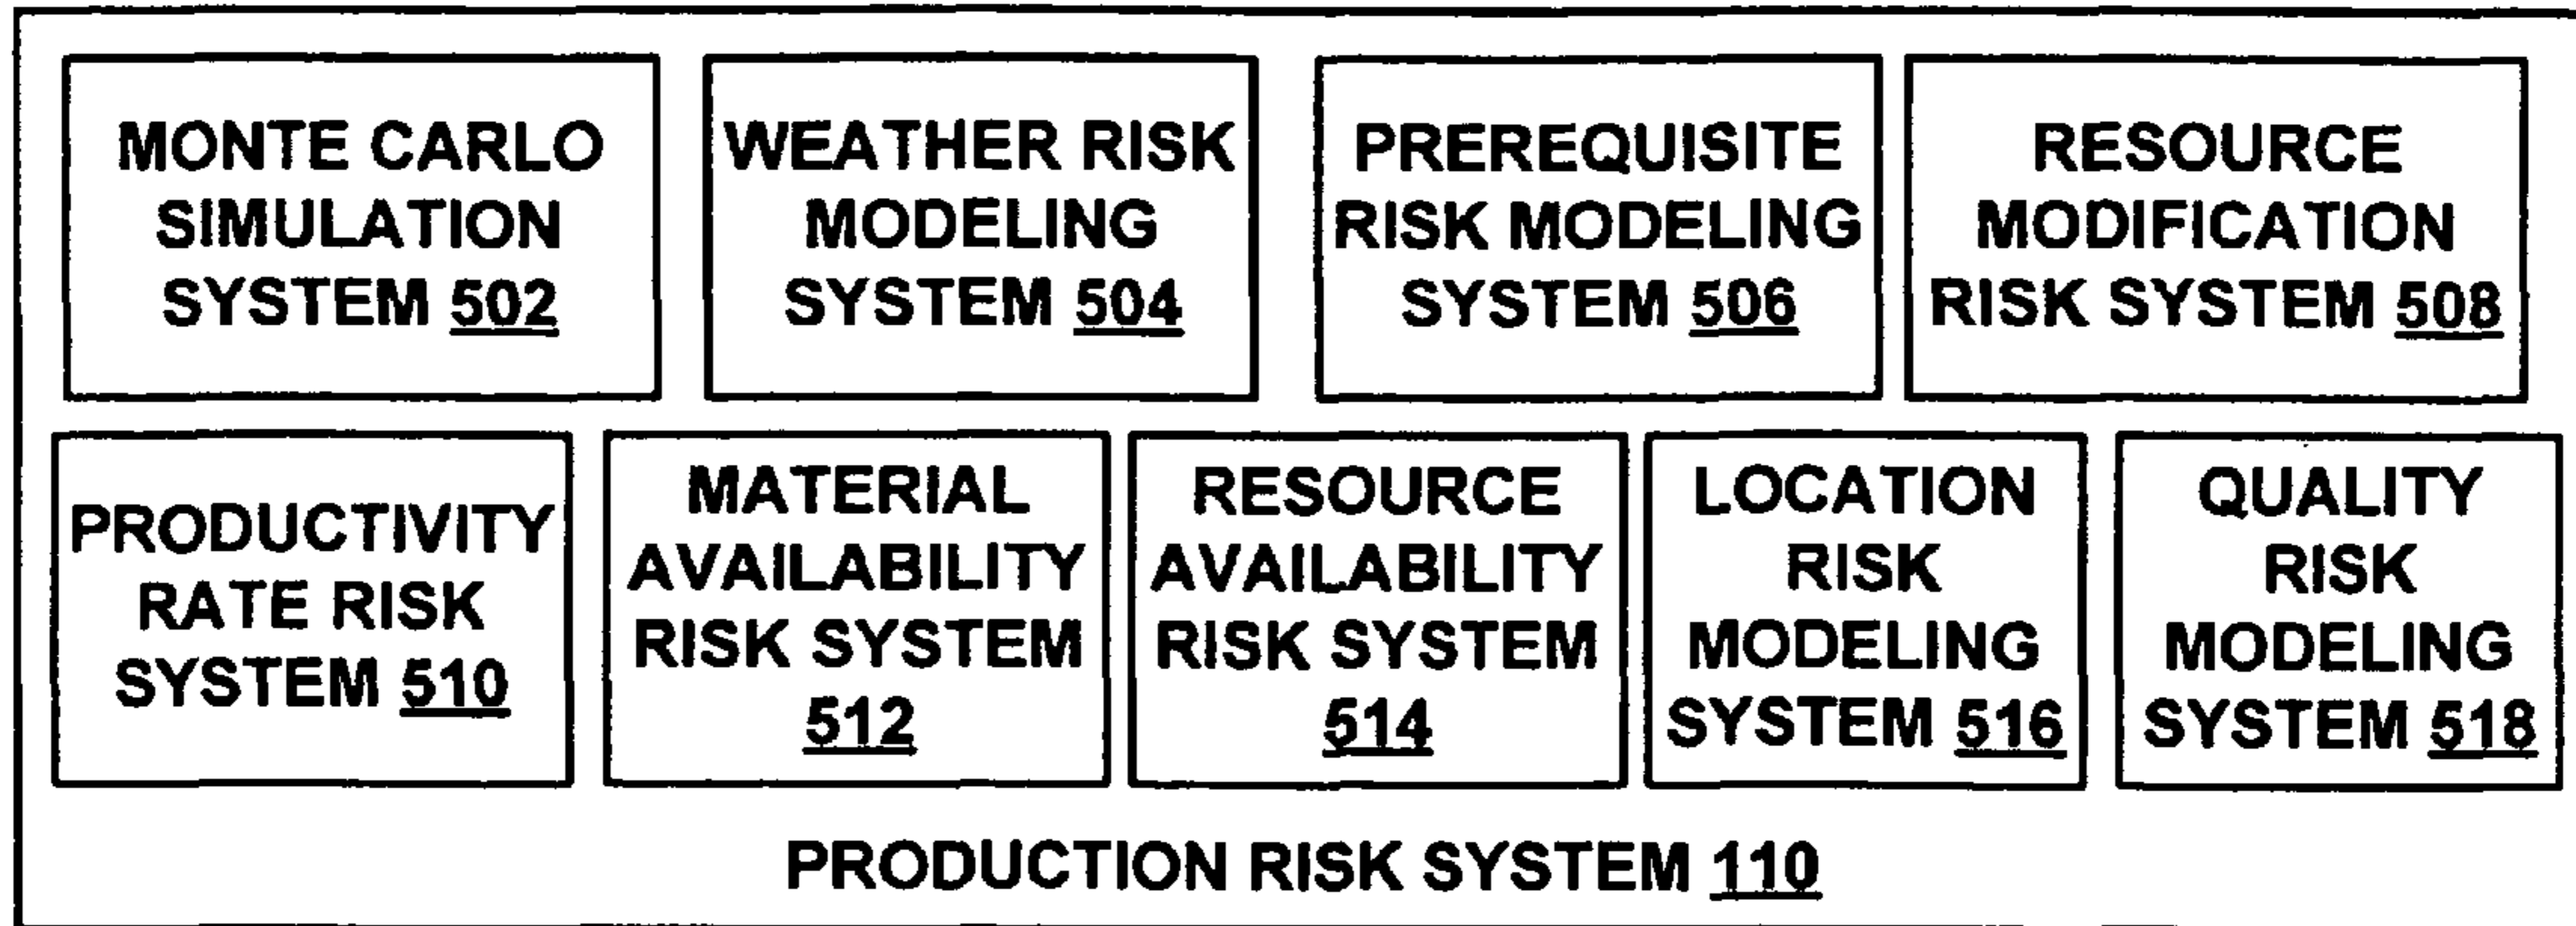 MONTE CARLO
SIMULATION
SYSTEM 502
WEATHER RISK
MODELING
SYSTEM 504
PREREQUISITE
RISK MODELING
SYSTEM 506
RESOURCE
MODIFICATION
RISK SYSTEM 508
PRODUCTIVITY
RATE RISK
SYSTEM 510
MATERIAL
AVAILABILITY
RISK SYSTEM
512
RESOURCE
AVAILABILITY
RISK SYSTEM
514
LOCATION
RISK
MODELING
SYSTEM 516
QUALITY
RISK
MODELING
SYSTEM 518
PRODUCTION RISK SYSTEM 110